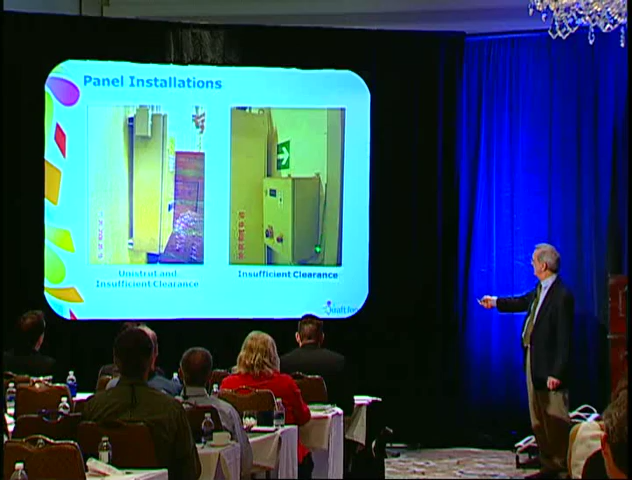 Panel Installations
Unistrut and
Insufficient Clearance
Insufficient Clearance